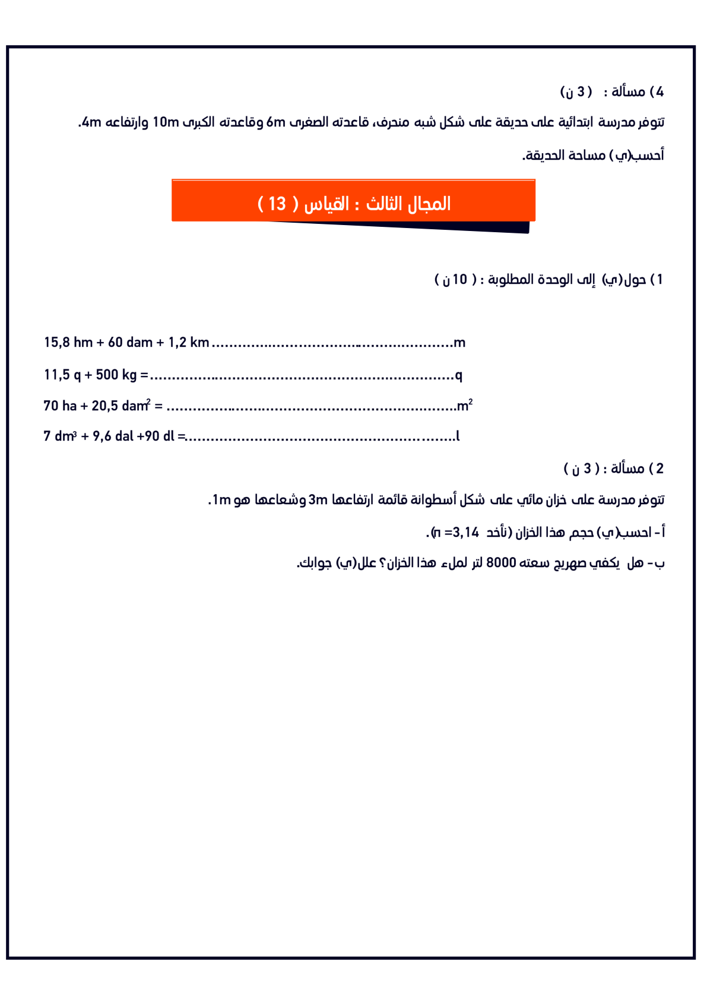 4) مسألة : ( 3 ن)
تتوفر مدرسة ابتدائية على حديقة على شكل شبه منحرف، قاعدته الصغرى 6m وقاعدته الكبرى 10m وارتفاعه 4m.
أحسب(ي) مساحة الحديقة.
المجال الثالث : القياس ( 13 )
1) حول(ي) إلى الوحدة المطلوبة : ( 10 ن )
15,8 hm + 60 dam + 1,2 km ......................................................m
11,5 q + 500 kg = ......................................................q
70 ha + 20,5 dam² = ......................................................m²
7 dm³ + 9,6 dal +90 dl =......................................................l
2) مسألة : ( 3 ن )
تتوفر مدرسة على خزان مائي على شكل أسطوانة قائمة ارتفاعها 3m وشعاعها هو 1m.
أ- احسب(ي) حجم هذا الخزان (نأخد π =3,14).
ب- هل يكفي صهريج سعته 8000 لتر لملء هذا الخزان؟ علل(ي) جوابك.